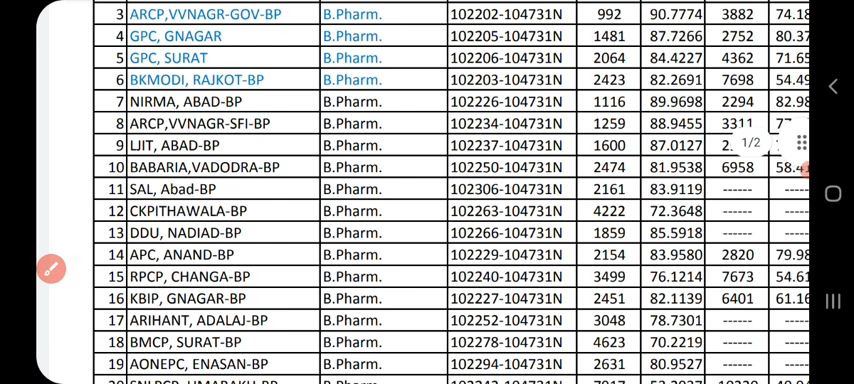 3 ARCP,VVNAGR-GOV-BP B.Pharm. 102202-104731N 992 90.7774 3882 74.18
4 GPC, GNAGAR B.Pharm. 102205-104731N 1481 87.7266 2752 80.37
5 GPC, SURAT B.Pharm. 102206-104731N 2064 84.4227 4362 71.65
6 BKMODI, RAJKOT-BP B.Pharm. 102203-104731N 2423 82.2691 7698 54.49
7 NIRMA, ABAD-BP B.Pharm. 102226-104731N 1116 89.9698 2294 82.98
8 ARCP,VVNAGR-SFI-BP B.Pharm. 102234-104731N 1259 88.9455 3311
9 LJIT, ABAD-BP B.Pharm. 102237-104731N 1600 87.0127 1/2
10 BABARIA,VADODRA-BP B.Pharm. 102250-104731N 2474 81.9538 6958 58.41
11 SAL, Abad-BP B.Pharm. 102306-104731N 2161 83.9119 ------ ----
12 CKPITHAWALA-BP B.Pharm. 102263-104731N 4222 72.3648 ------ ----
13 DDU, NADIAD-BP B.Pharm. 102266-104731N 1859 85.5918 ------ ----
14 APC, ANAND-BP B.Pharm. 102229-104731N 2154 83.9580 2820 79.98
15 RPCP, CHANGA-BP B.Pharm. 102240-104731N 3499 76.1214 7673 54.61
16 KBIP, GNAGAR-BP B.Pharm. 102227-104731N 2451 82.1139 6401 61.16
17 ARIHANT, ADALAJ-BP B.Pharm. 102252-104731N 3048 78.7301 ------ ----
18 BMCP, SURAT-BP B.Pharm. 102278-104731N 4623 70.2219 ------ ----
19 AONEPC, ENASAN-BP B.Pharm. 102294-104731N 2631 80.9527 ------ ----